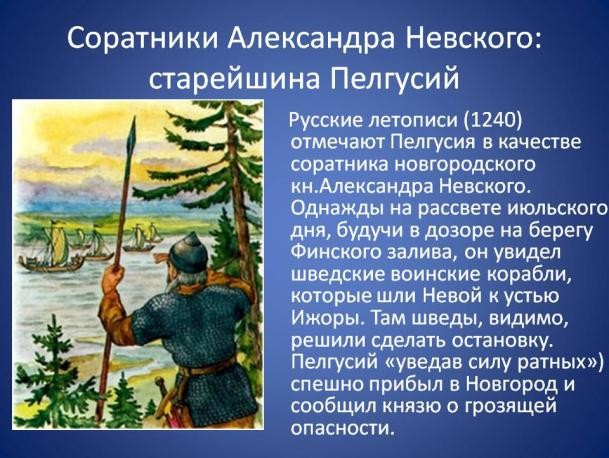 Соратники Александра Невского:
старейшина Пелгусий
Русские летописи (1240)
отмечают Пелгусия в качестве
соратника новгородского
кн.Александра Невского.
Однажды на рассвете июльского
дня, будучи в дозоре на берегу
Финского залива, он увидел
шведские воинские корабли,
которые шли Невой к устью
Ижоры. Там шведы, видимо,
решили сделать остановку.
Пелгусий «уведав силу ратных»)
спешно прибыл в Новгород и
сообщил князю о грозящей
опасности.